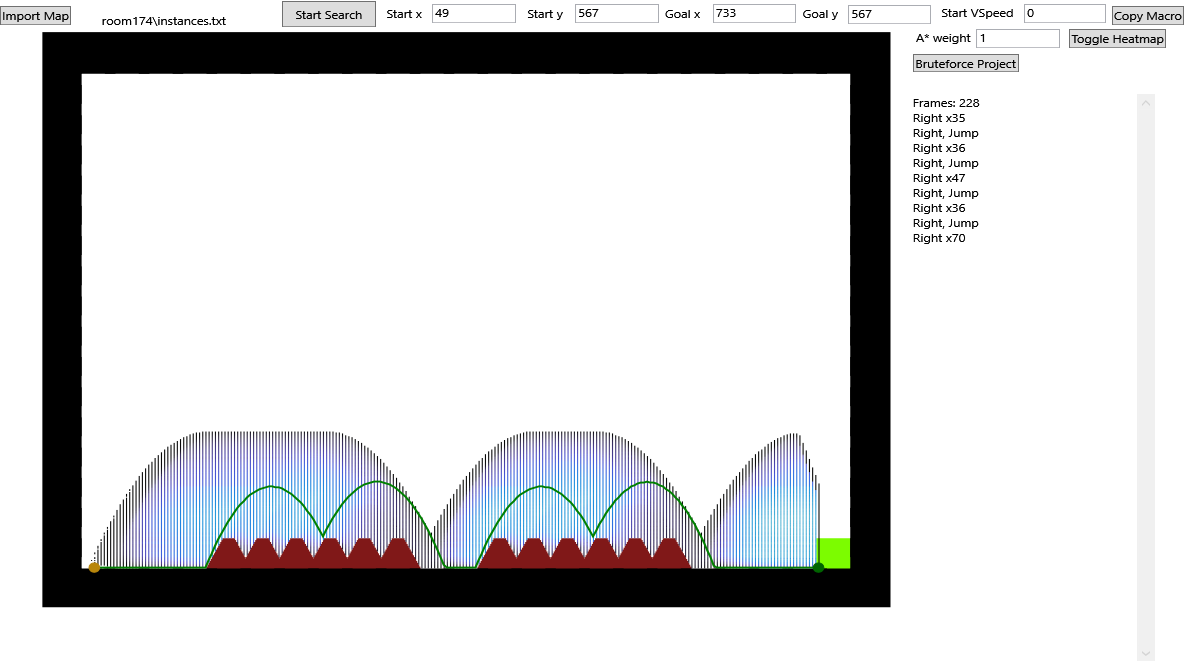 Import Map room174\instances.txt Start Search Start x 49 Start y 567 Goal x 733 Goal y 567 Start VSpeed 0 Copy Macro
A* weight 1 Toggle Heatmap
Bruteforce Project
Frames: 228
Right x35
Right, Jump
Right x36
Right, Jump
Right x47
Right, Jump
Right x36
Right, Jump
Right x70